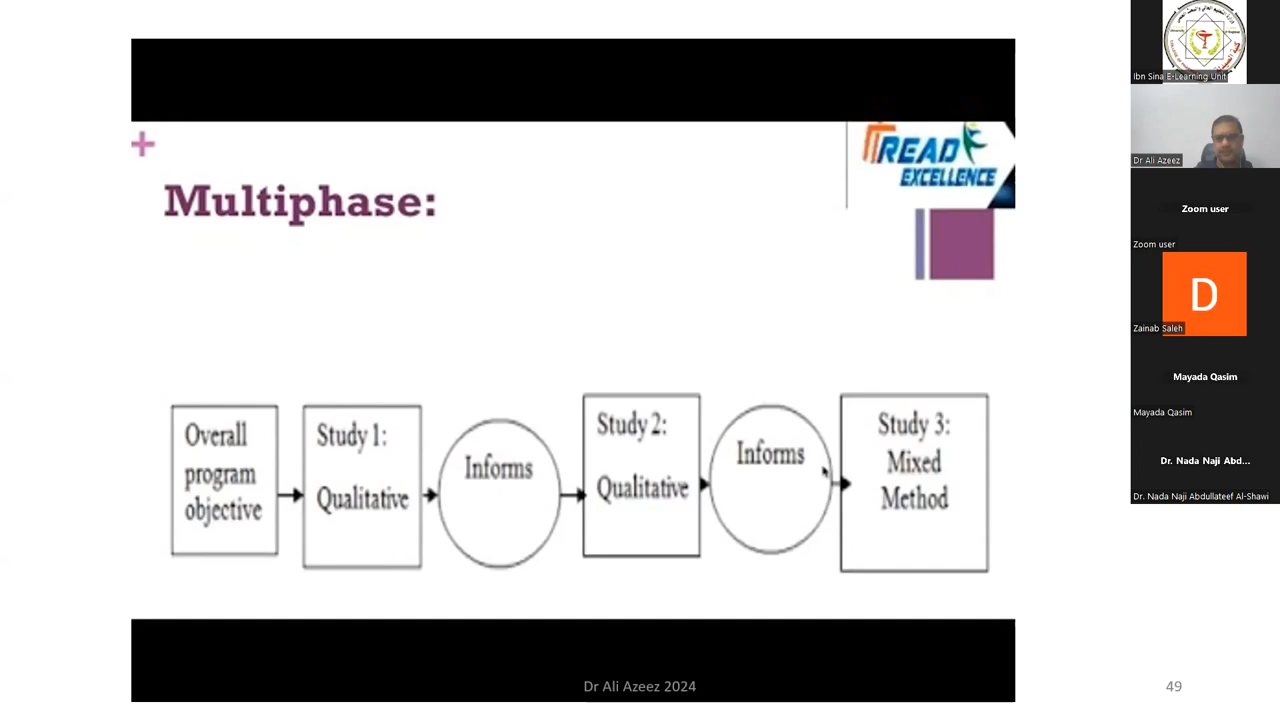 READ
EXCELLENCE
Multiphase:
Overall
program
objective
Study 1:
Qualitative
Informs
Study 2:
Qualitative
Informs
Study 3:
Mixed
Method
Dr Ali Azeez 2024
49
Ibn Sina E-Learning Unit
Dr Ali Azeez
Zoom user
Zoom user
D
Zainab Saleh
Mayada Qasim
Mayada Qasim
Dr. Nada Naji Abd...
Dr. Nada Naji Abdullateef Al-Shawi